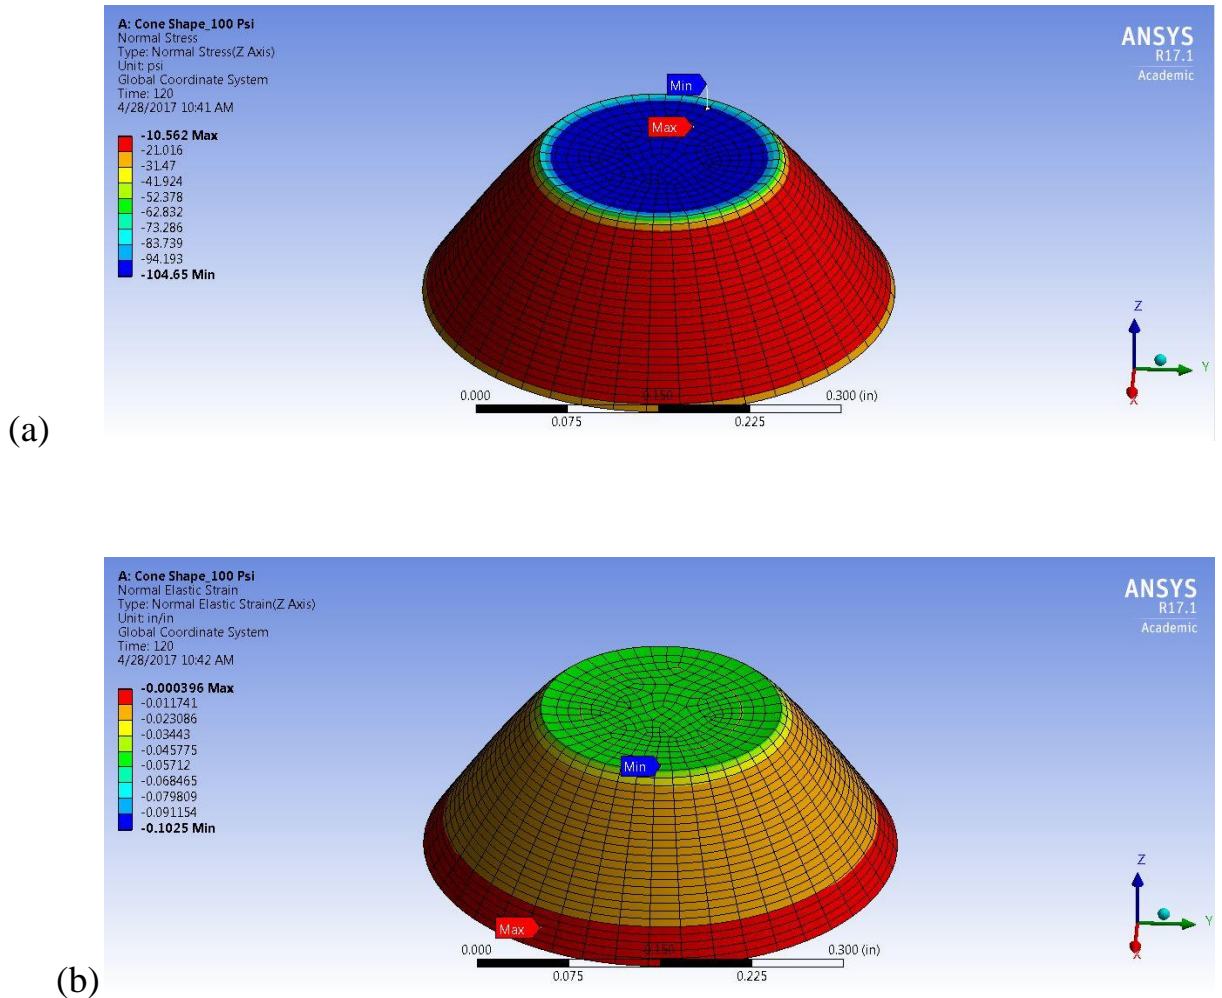 A: Cone Shape_100 Psi
Normal Stress
Type: Normal Stress(Z Axis)
Unit: psi
Global Coordinate System
Time: 120
4/28/2017 10:41 AM
-10.562 Max
-21.016
-31.47
-41.924
-52.378
-62.832
-73.286
-83.739
-94.193
-104.65 Min
ANSYS
R17.1
Academic
Min
Max
Z
Y
X
0.000
0.150
0.300 (in)
0.075
0.225
(a)
A: Cone Shape_100 Psi
Normal Elastic Strain
Type: Normal Elastic Strain(Z Axis)
Unit: in/in
Global Coordinate System
Time: 120
4/28/2017 10:42 AM
-0.000396 Max
-0.011741
-0.023086
-0.03443
-0.045775
-0.05712
-0.068465
-0.079809
-0.091154
-0.1025 Min
ANSYS
R17.1
Academic
Min
Max
Z
Y
X
0.000
0.150
0.300 (in)
0.075
0.225
(b)